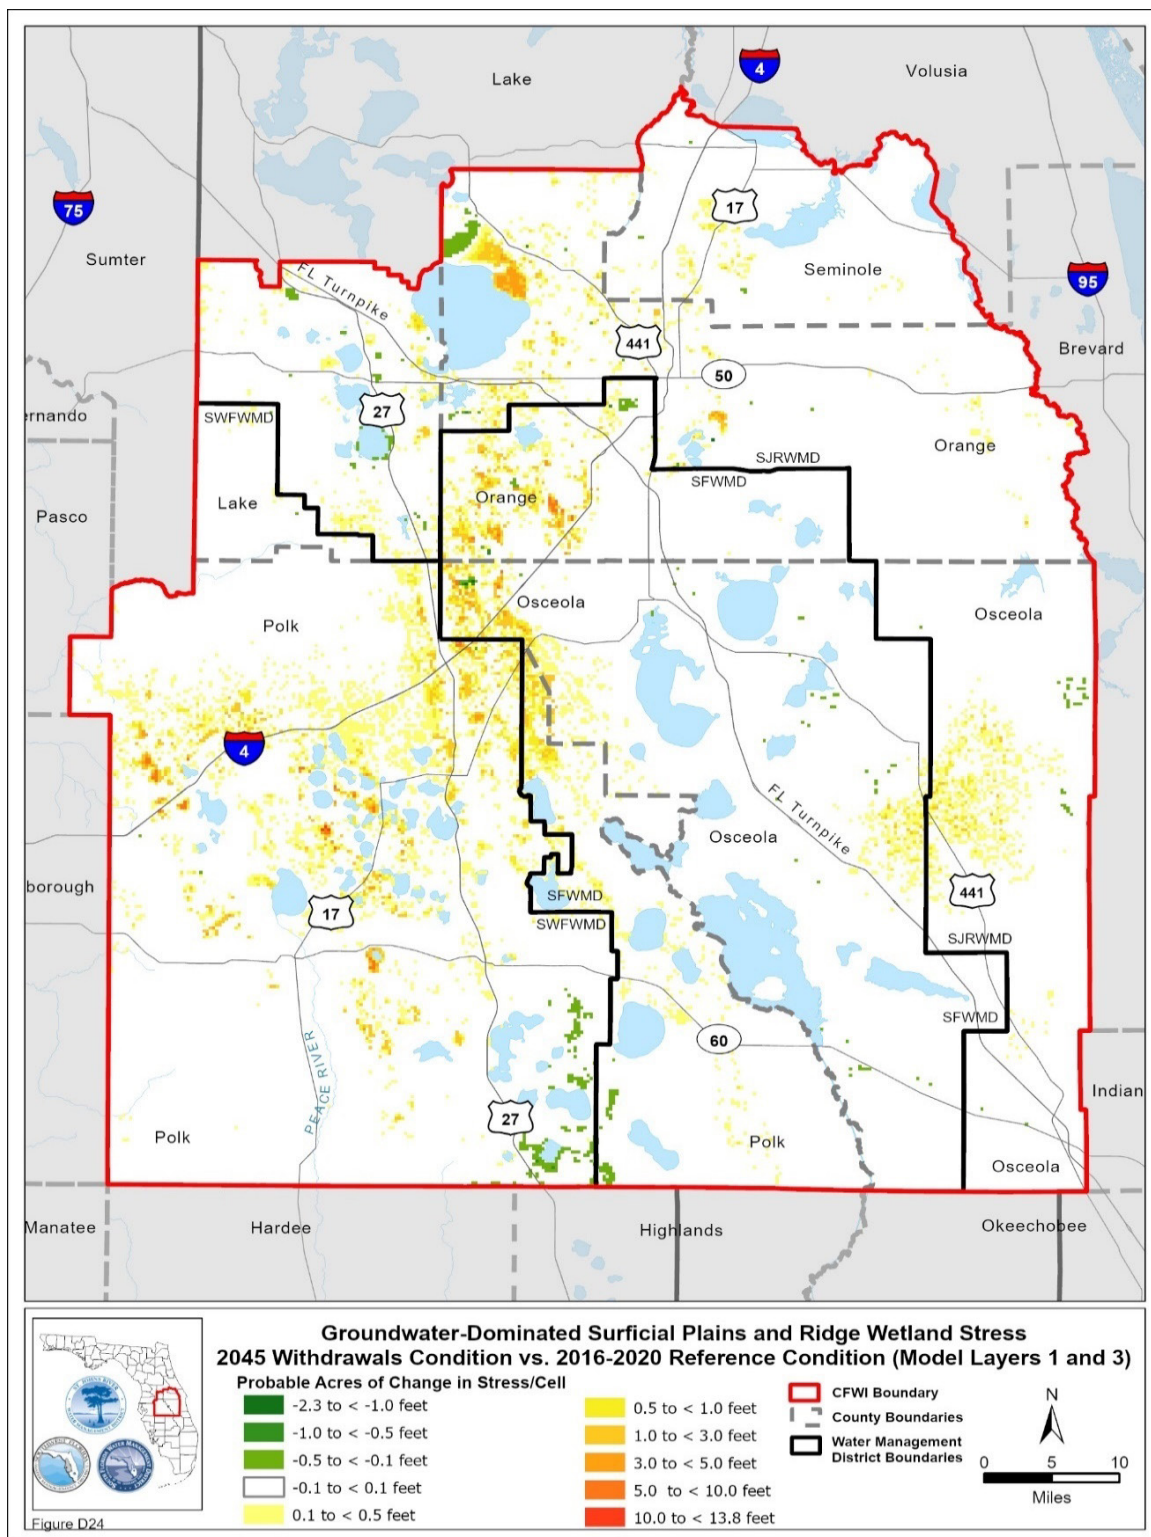 Lake
Volusia
4
75
17
Sumter
Seminole
95
FL Turnpike
441
Brevard
50
ernando
27
SWFWMD
Orange
SJRWMD
SFWMD
Lake
Orange
Pasco
Osceola
Osceola
Polk
4
FL Turnpike
Osceola
borough
441
17
SFWMD
SWFWMD
SJRWMD
SFWMD
60
PEACE RIVER
Indian
27
Polk
Polk
Osceola
Manatee
Hardee
Highlands
Okeechobee
Groundwater-Dominated Surficial Plains and Ridge Wetland Stress
2045 Withdrawals Condition vs. 2016-2020 Reference Condition (Model Layers 1 and 3)
Probable Acres of Change in Stress/Cell
-2.3 to < -1.0 feet
-1.0 to < -0.5 feet
-0.5 to < -0.1 feet
-0.1 to < 0.1 feet
0.1 to < 0.5 feet
0.5 to < 1.0 feet
1.0 to < 3.0 feet
3.0 to < 5.0 feet
5.0 to < 10.0 feet
10.0 to < 13.8 feet
CFWI Boundary
County Boundaries
Water Management
District Boundaries
N
0 5 10
Miles
Figure D24